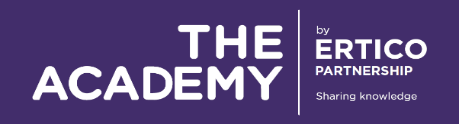 THE
ACADEMY
by
ERTICO
PARTNERSHIP
Sharing knowledge